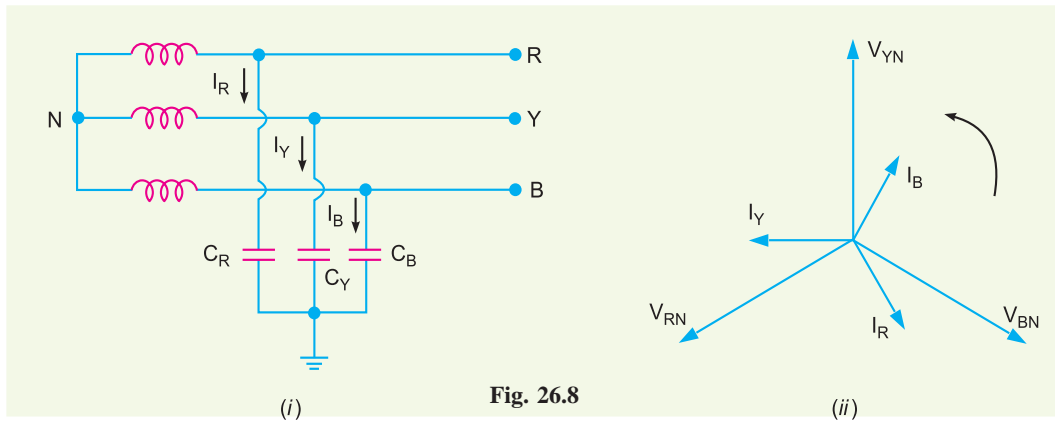 R
I_R
N
Y
I_Y
B
I_B
C_R
C_Y
C_B
(i)
V_YN
I_B
I_Y
V_RN
I_R
V_BN
(ii)
Fig. 26.8